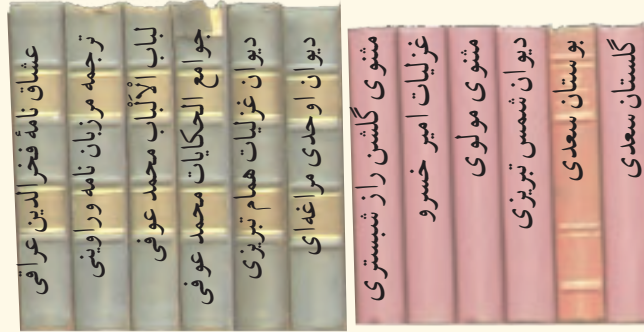 گلستان سعدی
بوستان سعدی
دیوان شمس تبریزی
مثنوی مولوی
غزلیات امیر خسرو
مثنوی گلشن راز شبستری
دیوان اوحدی مراغه‌ای
دیوان غزلیات همام تبریزی
جوامع الحکایات محمد عوفی
لباب الْاَلْباب محمد عوفی
ترجمه مرزبان نامه وراوینی
عشاق نامهٔ فخرالدین عراقی